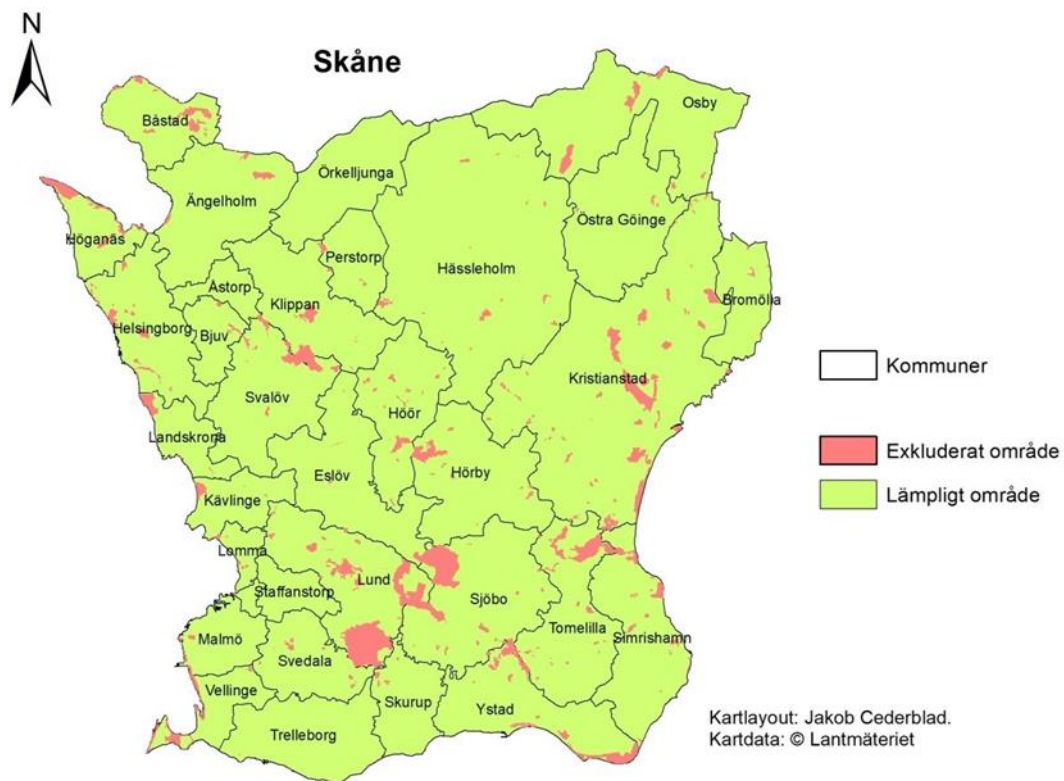 N
Skåne
Osby
Båstad
Örkelljunga
Ängelholm
Östra Göinge
Höganäs
Perstorp
Hässleholm
Åstorp
Klippan
Bromölla
Helsingborg
Bjuv
Kommuner
Kristianstad
Svalöv
Höör
Landskrona
Exkluderat område
Eslöv
Hörby
Lämpligt område
Kävlinge
Lomma
Lund
Staffanstorp
Sjöbo
Malmö
Tomelilla
Simrishamn
Svedala
Vellinge
Skurup
Ystad
Trelleborg
Kartlayout: Jakob Cederblad.
Kartdata: © Lantmäteriet